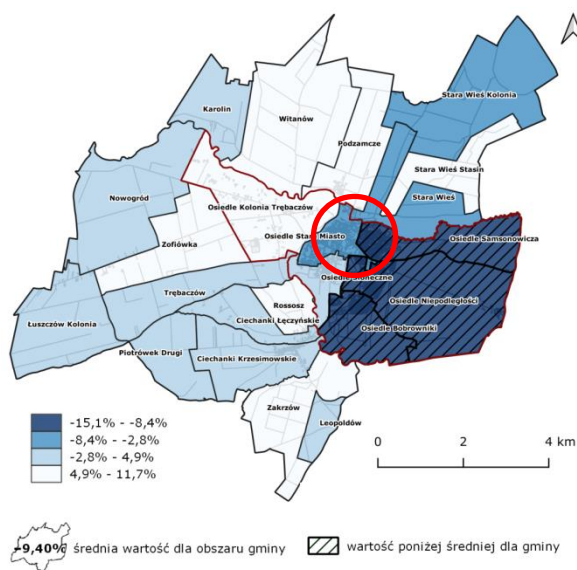 Karolin
Witanów
Stara Wieś Kolonia
Podzamcze
Stara Wieś Stasin
Nowogród
Osiedle Kolonia Trębaczów
Stara Wieś
Zofiówka
Osiedle Stare Miasto
Osiedle Samsonowicza
Osiedle Słoneczne
Trębaczów
Osiedle Niepodległości
Rossosz
Łuszczów Kolonia
Ciechanki Łęczyńskie
Osiedle Bobrowniki
Piotrówek Drugi
Ciechanki Krzesimowskie
Zakrzów
Leopoldów
-15,1% - -8,4%
-8,4% - -2,8%
-2,8% - 4,9%
4,9% - 11,7%
0 2 4 km
-9,40% średnia wartość dla obszaru gminy
wartość poniżej średniej dla gminy